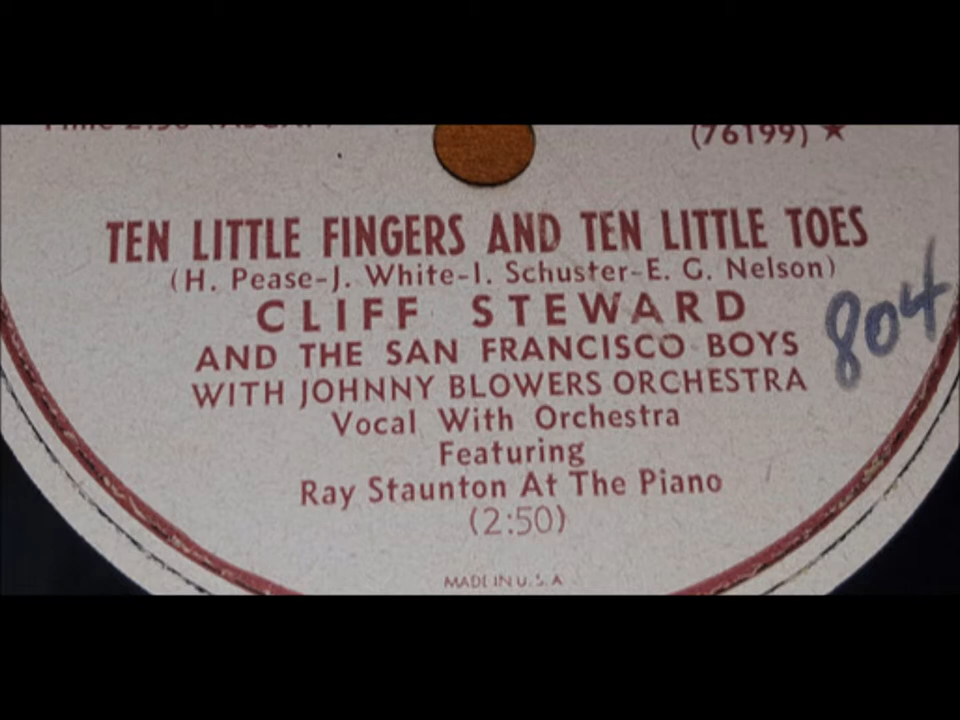 (76199) ★
TEN LITTLE FINGERS AND TEN LITTLE TOES
(H. Pease-J. White-I. Schuster-E. G. Nelson)
CLIFF STEWARD
804
AND THE SAN FRANCISCO BOYS
WITH JOHNNY BLOWERS ORCHESTRA
Vocal With Orchestra
Featuring
Ray Staunton At The Piano
(2:50)
MADE IN U.S.A